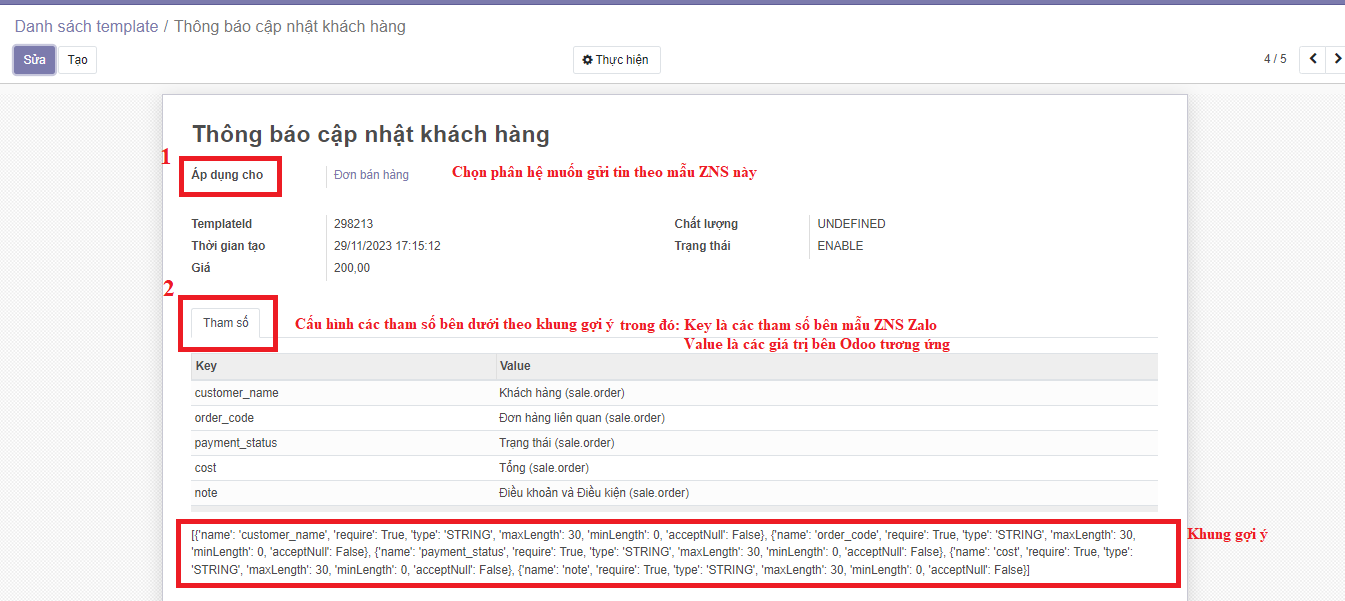 Danh sách template / Thông báo cập nhật khách hàng
Sửa Tạo Thực hiện 4 / 5
Thông báo cập nhật khách hàng
1
Áp dụng cho Đơn bán hàng Chọn phân hệ muốn gửi tin theo mẫu ZNS này
TemplateId 298213 Chất lượng UNDEFINED
Thời gian tạo 29/11/2023 17:15:12 Trạng thái ENABLE
Giá 200,00
2
Tham số Cấu hình các tham số bên dưới theo khung gợi ý trong đó: Key là các tham số bên mẫu ZNS Zalo
Value là các giá trị bên Odoo tương ứng
Key Value
customer_name Khách hàng (sale.order)
order_code Đơn hàng liên quan (sale.order)
payment_status Trạng thái (sale.order)
cost Tổng (sale.order)
note Điều khoản và Điều kiện (sale.order)
[{'name': 'customer_name', 'require': True, 'type': 'STRING', 'maxLength': 30, 'minLength': 0, 'acceptNull': False}, {'name': 'order_code', 'require': True, 'type': 'STRING', 'maxLength': 30, Khung gợi ý
'minLength': 0, 'acceptNull': False}, {'name': 'payment_status', 'require': True, 'type': 'STRING', 'maxLength': 30, 'minLength': 0, 'acceptNull': False}, {'name': 'cost', 'require': True, 'type':
'STRING', 'maxLength': 30, 'minLength': 0, 'acceptNull': False}, {'name': 'note', 'require': True, 'type': 'STRING', 'maxLength': 30, 'minLength': 0, 'acceptNull': False}]